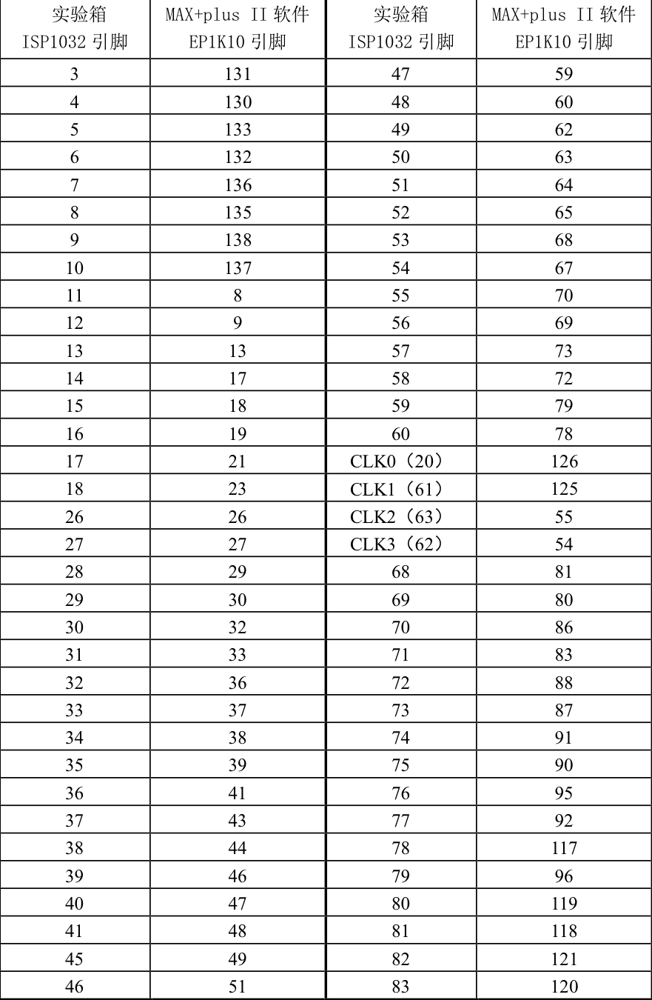 实验箱 MAX+plus II 软件 实验箱 MAX+plus II 软件
ISP1032 引脚 EP1K10 引脚 ISP1032 引脚 EP1K10 引脚
3 131 47 59
4 130 48 60
5 133 49 62
6 132 50 63
7 136 51 64
8 135 52 65
9 138 53 68
10 137 54 67
11 8 55 70
12 9 56 69
13 13 57 73
14 17 58 72
15 18 59 79
16 19 60 78
17 21 CLK0（20） 126
18 23 CLK1（61） 125
26 26 CLK2（63） 55
27 27 CLK3（62） 54
28 29 68 81
29 30 69 80
30 32 70 86
31 33 71 83
32 36 72 88
33 37 73 87
34 38 74 91
35 39 75 90
36 41 76 95
37 43 77 92
38 44 78 117
39 46 79 96
40 47 80 119
41 48 81 118
45 49 82 121
46 51 83 120